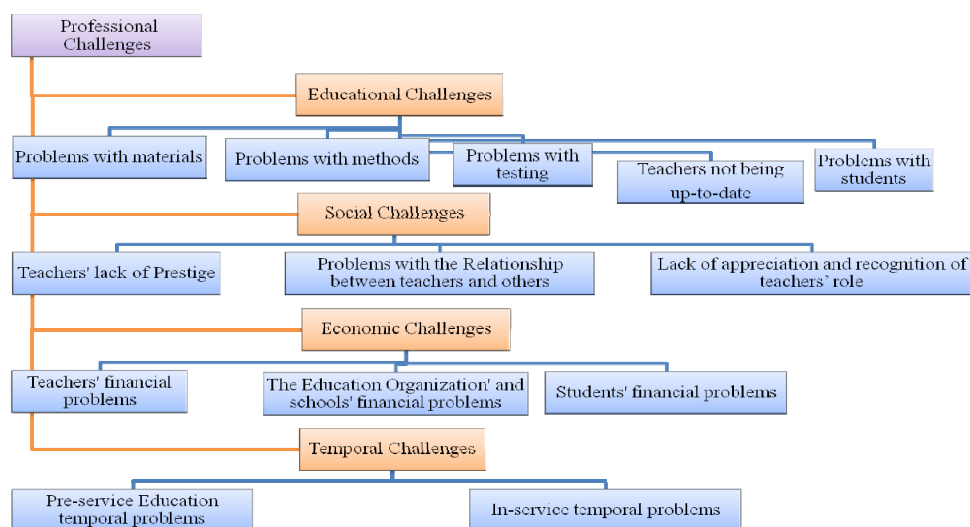 Professional
Challenges
Educational Challenges
Problems with materials
Problems with methods
Problems with
testing
Teachers not being
up-to-date
Problems with
students
Social Challenges
Teachers' lack of Prestige
Problems with the Relationship
between teachers and others
Lack of appreciation and recognition of
teachers' role
Economic Challenges
Teachers' financial
problems
The Education Organization' and
schools' financial problems
Students' financial problems
Temporal Challenges
Pre-service Education
temporal problems
In-service temporal problems